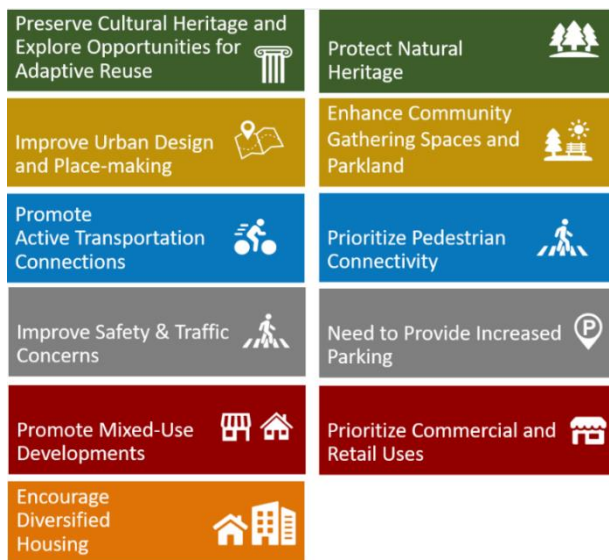 Preserve Cultural Heritage and
Explore Opportunities for
Adaptive Reuse
Protect Natural
Heritage
Improve Urban Design
and Place-making
Enhance Community
Gathering Spaces and
Parkland
Promote
Active Transportation
Connections
Prioritize Pedestrian
Connectivity
Improve Safety & Traffic
Concerns
Need to Provide Increased
Parking
P
Promote Mixed-Use
Developments
Prioritize Commercial and
Retail Uses
Encourage
Diversified
Housing